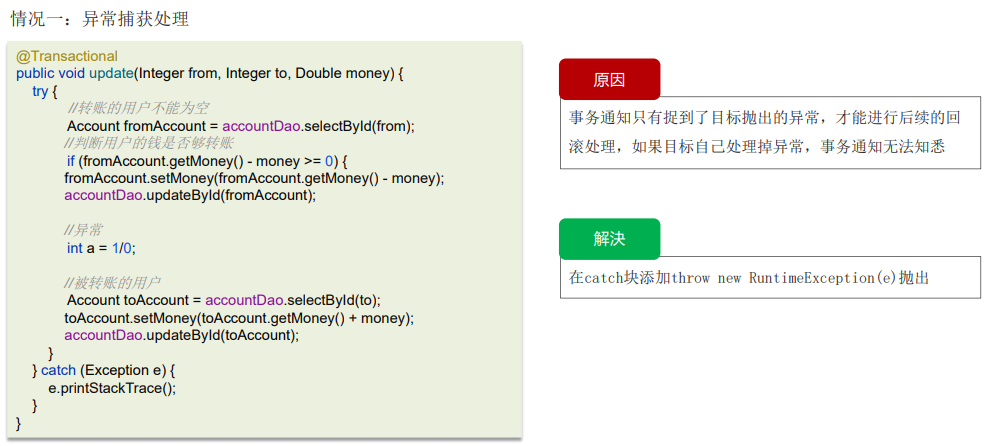 情况一：异常捕获处理
@Transactional
public void update(Integer from, Integer to, Double money) {
try {
//转账的用户不能为空
Account fromAccount = accountDao.selectById(from);
//判断用户的钱是否够转账
if (fromAccount.getMoney() - money >= 0) {
fromAccount.setMoney(fromAccount.getMoney() - money);
accountDao.updateById(fromAccount);
//异常
int a = 1/0;
//被转账的用户
Account toAccount = accountDao.selectById(to);
toAccount.setMoney(toAccount.getMoney() + money);
accountDao.updateById(toAccount);
}
} catch (Exception e) {
e.printStackTrace();
}
}
原因
事务通知只有捉到了目标抛出的异常，才能进行后续的回
滚处理，如果目标自己处理掉异常，事务通知无法知悉
解决
在catch块添加throw new RuntimeException(e)抛出